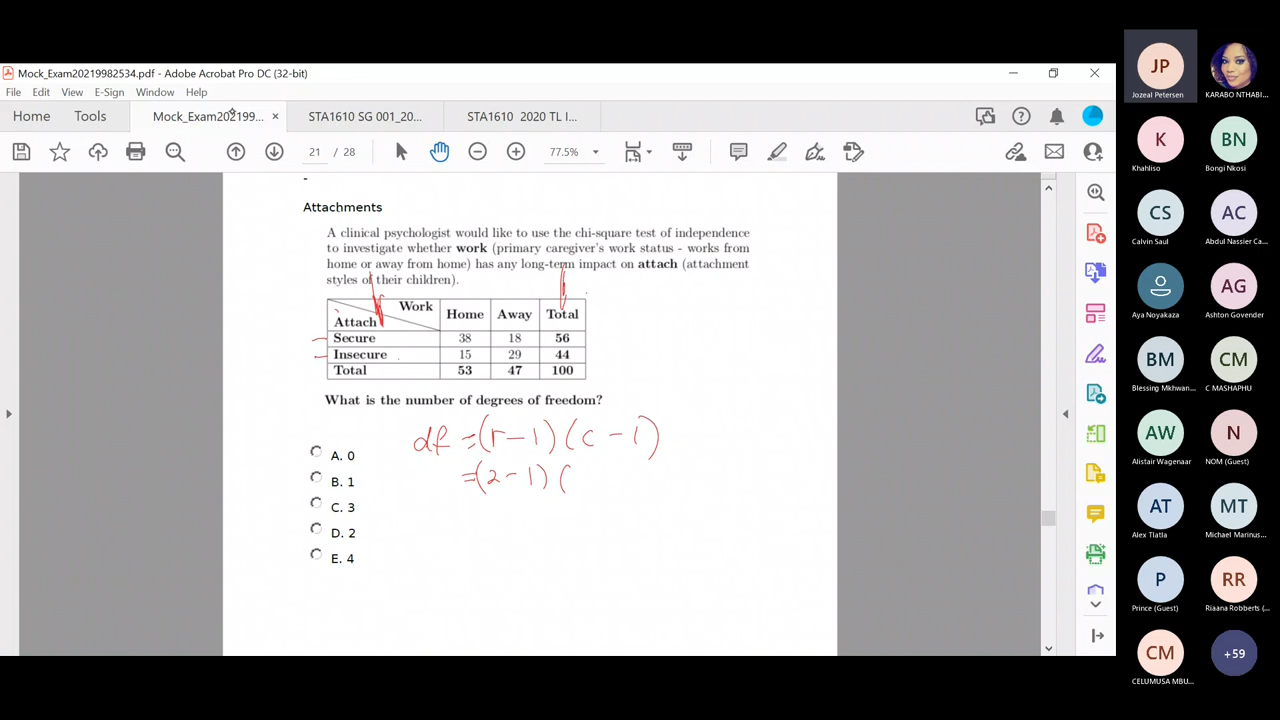 Mock_Exam20219982534.pdf - Adobe Acrobat Pro DC (32-bit)
File Edit View E-Sign Window Help
Home Tools Mock_Exam202199... × STA1610 SG 001_20... STA1610 2020 TL I...
21 / 28 77.5%
-
Attachments
A clinical psychologist would like to use the chi-square test of independence
to investigate whether work (primary caregiver's work status - works from
home or away from home) has any long-term impact on attach (attachment
styles of their children).
Work
Attach Home Away Total
Secure 38 18 56
Insecure 15 29 44
Total 53 47 100
What is the number of degrees of freedom?
df = (r - 1) (c - 1)
= (2 - 1) (
A. 0
B. 1
C. 3
D. 2
E. 4
JP
Jozeal Petersen KARABO NTHABI...
K BN
Khahliso Bongi Nkosi
CS AC
Calvin Saul Abdul Nassier Ca...
AG
Aya Noyakaza Ashton Govender
BM CM
Blessing Mkhwan... C MASHAPHU
AW N
Alistair Wagenaar NOM (Guest)
AT MT
Alex Tlatla Michael Marinus...
P RR
Prince (Guest) Riaana Robberts (...
CM +59
CELUMUSA MBU...